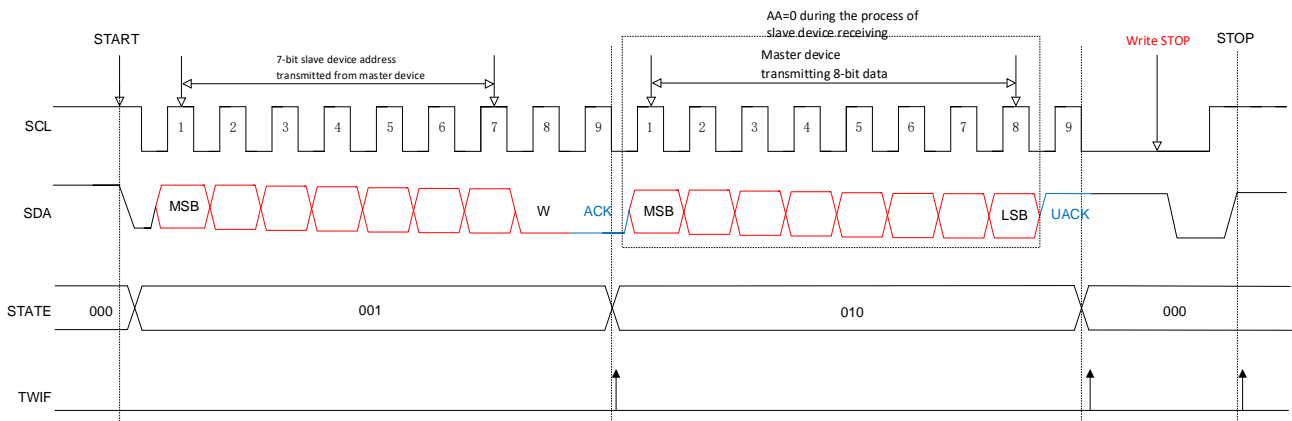 AA=0 during the process of
slave device receiving
START
7-bit slave device address
transmitted from master device
Master device
transmitting 8-bit data
Write STOP
STOP
SCL
1 2 3 4 5 6 7 8 9 1 2 3 4 5 6 7 8 9
SDA
MSB W ACK MSB LSB UACK
STATE
000 001 010 000
TWIF